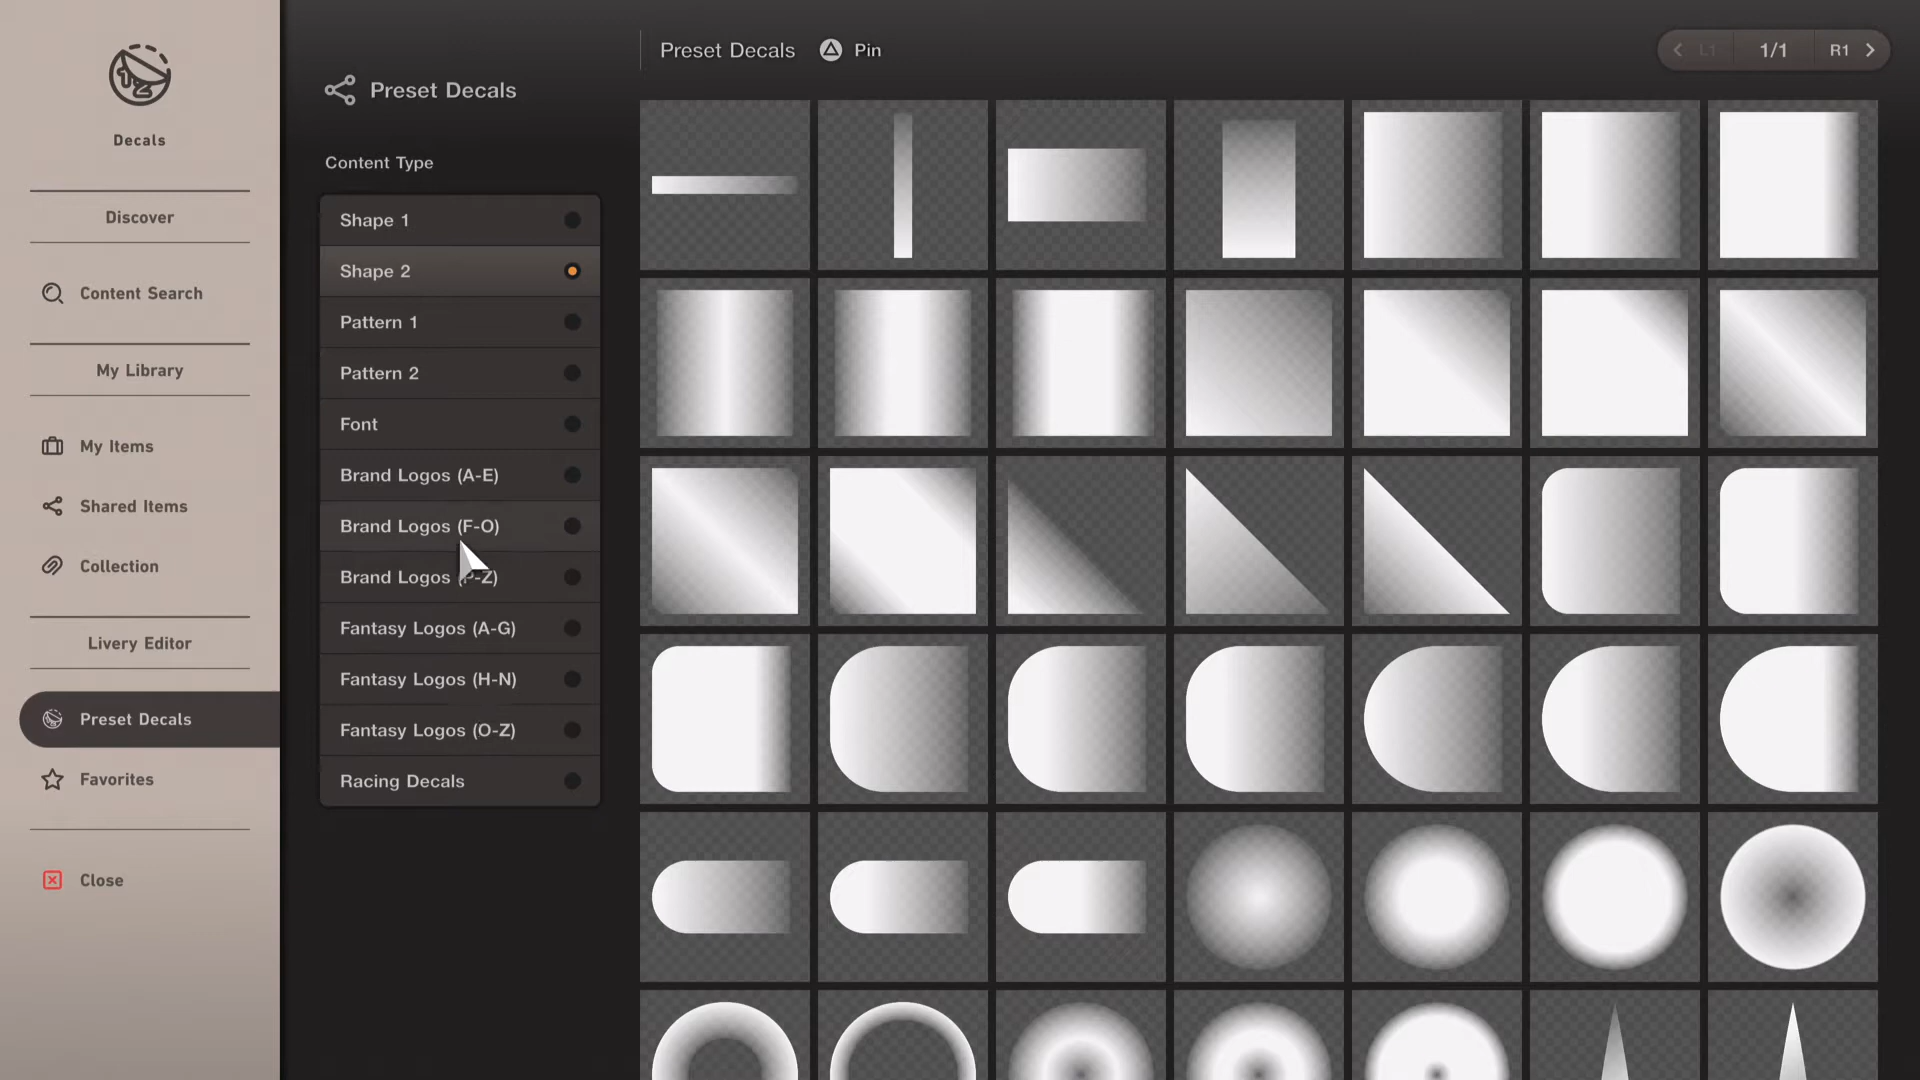 Decals
Discover
Content Search
My Library
My Items
Shared Items
Collection
Livery Editor
Preset Decals
Favorites
Close
Preset Decals
Content Type
Shape 1
Shape 2
Pattern 1
Pattern 2
Font
Brand Logos (A-E)
Brand Logos (F-O)
Brand Logos (P-Z)
Fantasy Logos (A-G)
Fantasy Logos (H-N)
Fantasy Logos (O-Z)
Racing Decals
Preset Decals Pin
L1 1/1 R1